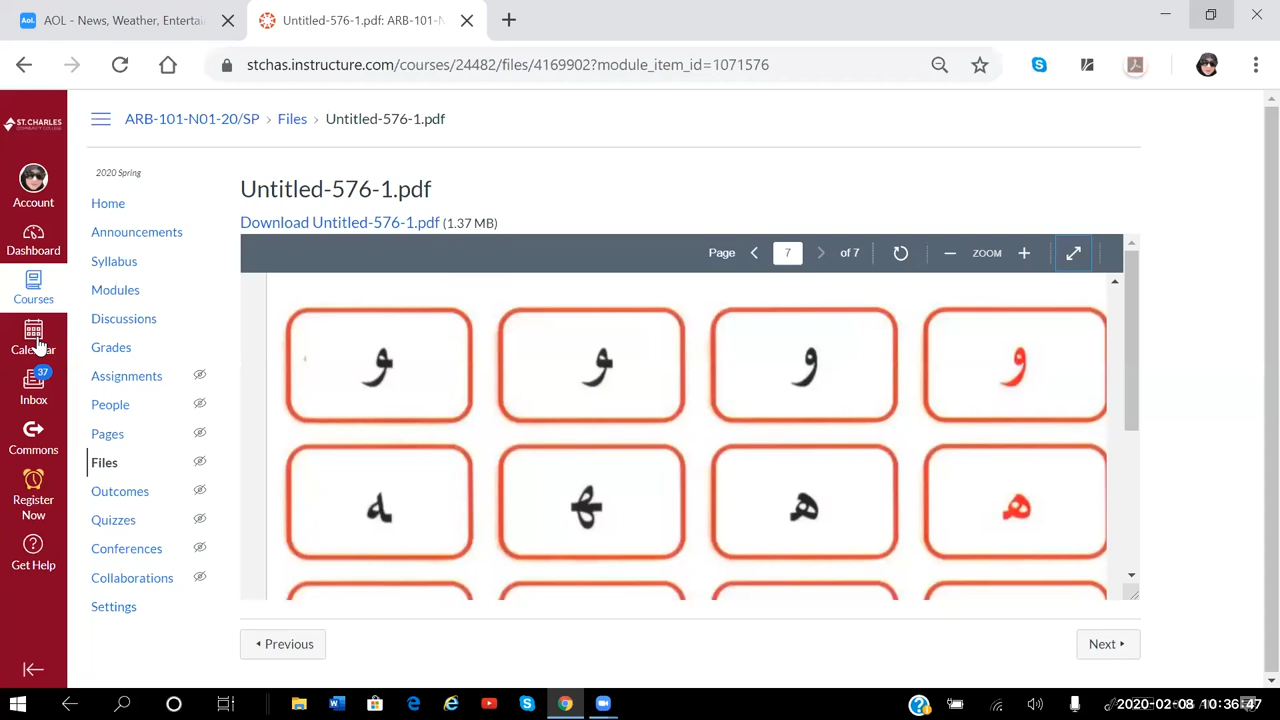 AOL - News, Weather, Entertai
Untitled-576-1.pdf: ARB-101-N
stchas.instructure.com/courses/24482/files/4169902?module_item_id=1071576
ST. CHARLES
COMMUNITY COLLEGE
ARB-101-N01-20/SP > Files > Untitled-576-1.pdf
2020 Spring
Account
Dashboard
Courses
Calendar
37
Inbox
Commons
Register
Now
Get Help
Home
Announcements
Syllabus
Modules
Discussions
Grades
Assignments
People
Pages
Files
Outcomes
Quizzes
Conferences
Collaborations
Settings
Untitled-576-1.pdf
Download Untitled-576-1.pdf (1.37 MB)
Page 7 of 7 ZOOM
و و ـو ـو
ه هـ ـهـ ـه
Previous
Next
2020-02-08 10:36:47